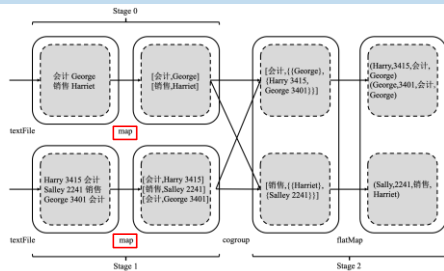 Stage 0
会计 George
销售 Harriet
[会计,George]
[销售,Harriet]
[会计,{{George},
{Harry 3415,
George 3401}}]
(Harry,3415,会计,
George)
(George,3401,会计,
George)
textFile
map
Harry 3415 会计
Salley 2241 销售
George 3401 会计
[会计,Harry 3415]
[销售,Salley 2241]
[会计,George 3401]
[销售,{{Harriet},
{Salley 2241}}]
(Sally,2241,销售,
Harriet)
textFile
map
cogroup
flatMap
Stage 1
Stage 2